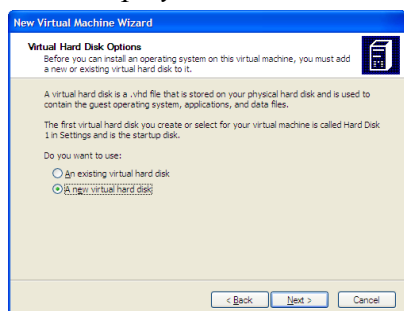 New Virtual Machine Wizard
Virtual Hard Disk Options
Before you can install an operating system on this virtual machine, you must add
a new or existing virtual hard disk to it.
A virtual hard disk is a .vhd file that is stored on your physical hard disk and is used to
contain the guest operating system, applications, and data files.
The first virtual hard disk you create or select for your virtual machine is called Hard Disk
1 in Settings and is the startup disk.
Do you want to use:
An existing virtual hard disk
A new virtual hard disk
< Back Next > Cancel